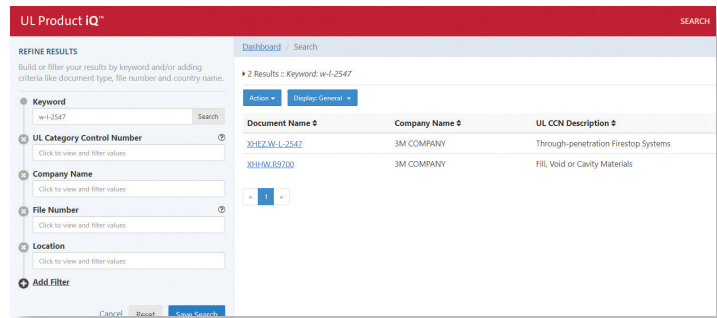 UL Product iQ™
SEARCH
REFINE RESULTS
Build or filter your results by keyword and/or adding
criteria like document type, file number and country name.
Keyword
w-l-2547
Search
UL Category Control Number
Click to view and filter values
Company Name
Click to view and filter values
File Number
Click to view and filter values
Location
Click to view and filter values
Add Filter
Cancel Reset Save Search
Dashboard / Search
2 Results :: Keyword: w-l-2547
Action Display: General
Document Name Company Name UL CCN Description
XHEZ.W-L-2547 3M COMPANY Through-penetration Firestop Systems
XHHW.R9700 3M COMPANY Fill, Void or Cavity Materials
« 1 »